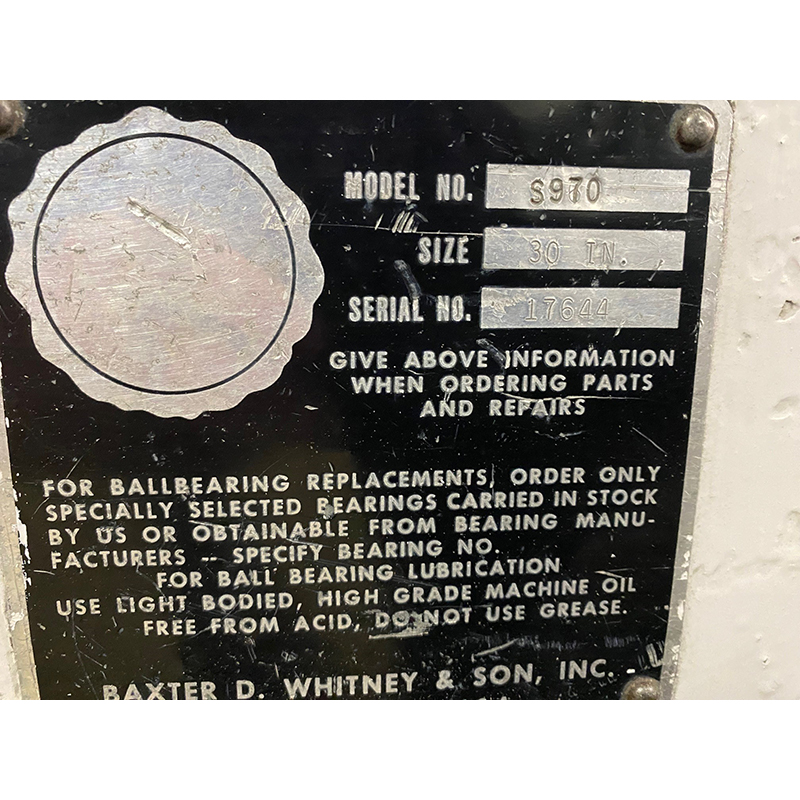 MODEL NO. S970
SIZE 30 IN.
SERIAL NO. 17644
GIVE ABOVE INFORMATION
WHEN ORDERING PARTS
AND REPAIRS
FOR BALLBEARING REPLACEMENTS, ORDER ONLY
SPECIALLY SELECTED BEARINGS CARRIED IN STOCK
BY US OR OBTAINABLE FROM BEARING MANU-
FACTURERS -- SPECIFY BEARING NO.
FOR BALL BEARING LUBRICATION
USE LIGHT BODIED, HIGH GRADE MACHINE OIL
FREE FROM ACID, DO NOT USE GREASE.
BAXTER D. WHITNEY & SON, INC.